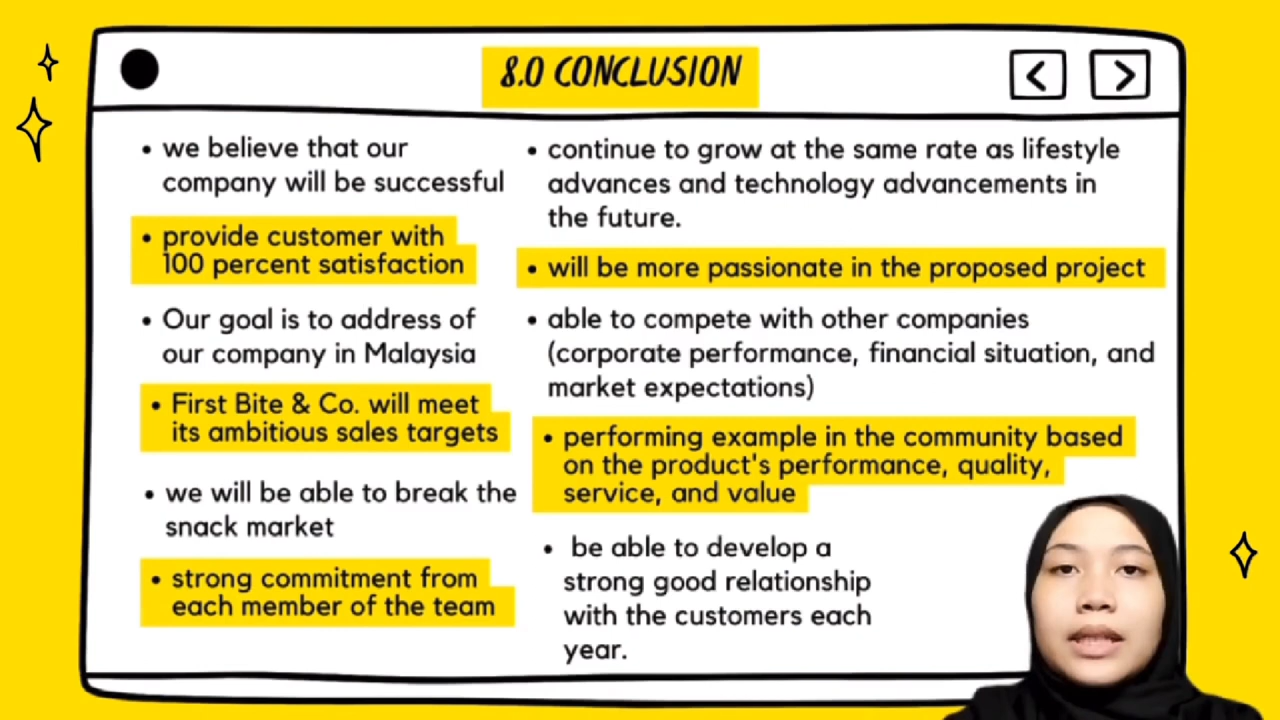 8.0 CONCLUSION
• we believe that our
company will be successful
• provide customer with
100 percent satisfaction
• Our goal is to address of
our company in Malaysia
• First Bite & Co. will meet
its ambitious sales targets
• we will be able to break the
snack market
• strong commitment from
each member of the team
• continue to grow at the same rate as lifestyle
advances and technology advancements in
the future.
• will be more passionate in the proposed project
• able to compete with other companies
(corporate performance, financial situation, and
market expectations)
• performing example in the community based
on the product's performance, quality,
service, and value
• be able to develop a
strong good relationship
with the customers each
year.